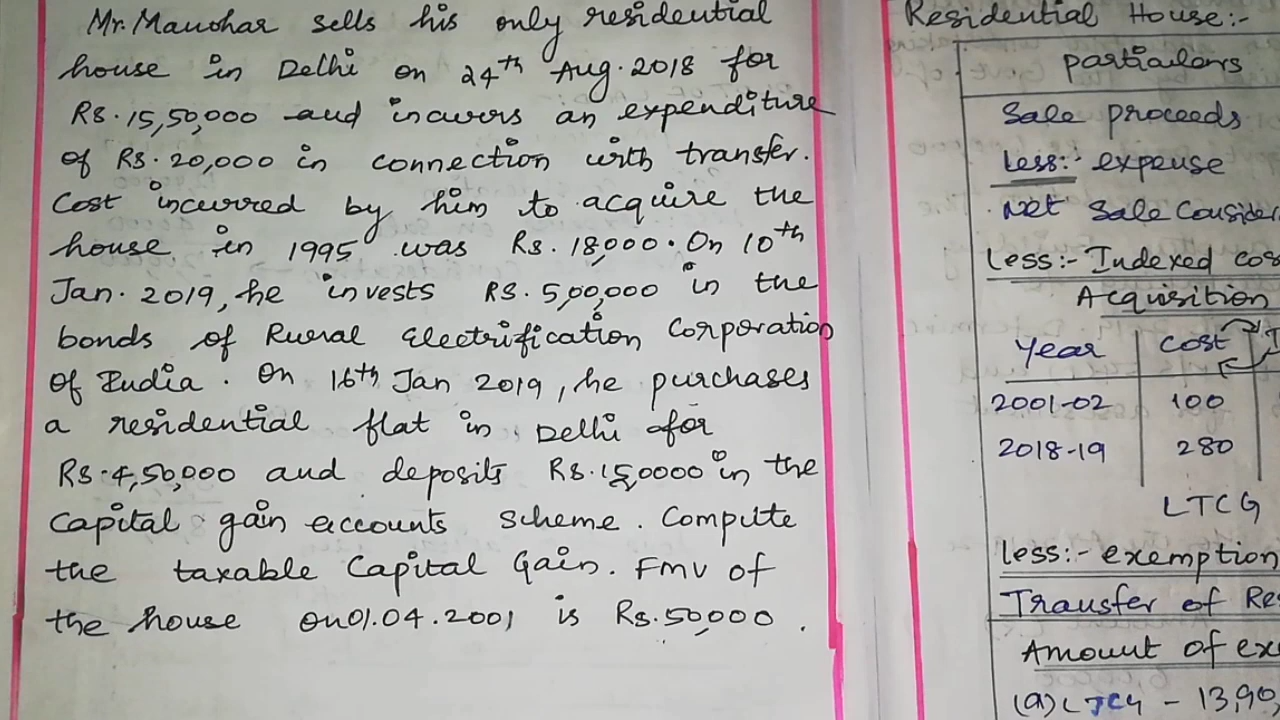 Mr. Manohar sells his only residential
house in Delhi on 24th Aug. 2018 for
Rs. 15,50,000 and incurrs an expenditure
of Rs. 20,000 in connection with transfer.
Cost incurred by him to acquire the
house in 1995 was Rs. 18,000. On 10th
Jan. 2019, he invests Rs. 5,00,000 in the
bonds of Rural Electrification Corporation
of India. On 16th Jan 2019, he purchases
a residential flat in Delhi for
Rs. 4,50,000 and deposits Rs. 150000 in the
Capital gain accounts scheme. Compute
the taxable Capital Gain. FMV of
the house on 01.04.2001 is Rs. 50,000.
Residential House:-
particulars
Sale proceeds
Less:- expense
Net Sale Consider
Less:- Indexed cos
Acquisition
Year Cost
2001-02 100
2018-19 280
LTCG
less:- exemption
Transfer of Res
Amount of ex
(a) LTCG - 13,90